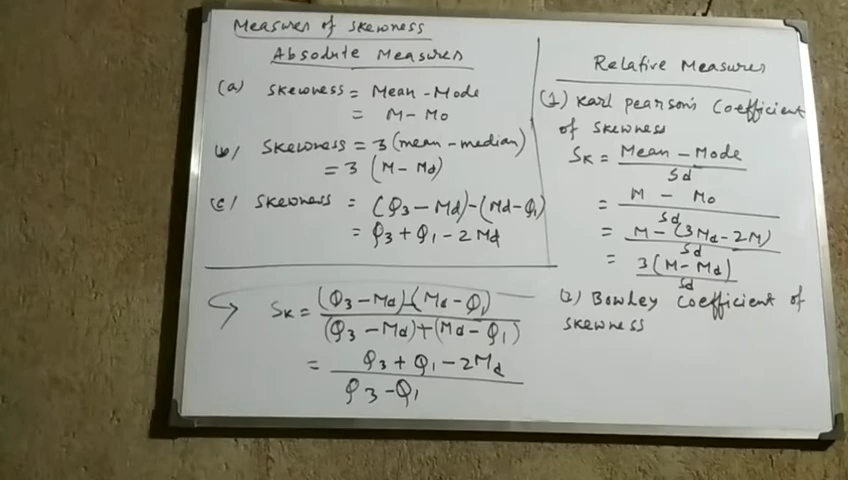 Measures of skewness
Absolute Measures
(a) skewness = Mean - Mode
= M - Mo
(b) skewness = 3 (mean - median)
= 3 (M - Md)
(c) skewness = (Q3 - Md) - (Md - Q1)
= Q3 + Q1 - 2Md
Relative Measures
(1) Karl pearson's coefficient
of skewness
SK = Mean - Mode
Sd
= M - Mo
Sd
= M - (3Md - 2M)
Sd
= 3 (M - Md)
Sd
(2) Bowley coefficient of
skewness
SK = (Q3 - Md) - (Md - Q1)
(Q3 - Md) + (Md - Q1)
= Q3 + Q1 - 2Md
Q3 - Q1